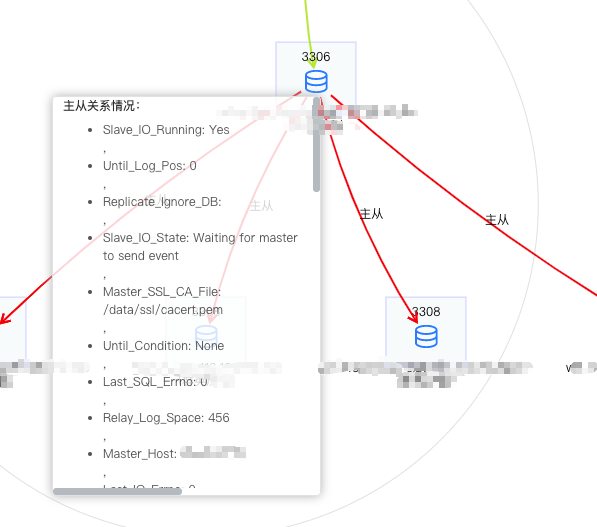 3306
主从关系情况：
Slave_IO_Running: Yes
,
Until_Log_Pos: 0
,
Replicate_Ignore_DB:
,
Slave_IO_State: Waiting for master
to send event
,
Master_SSL_CA_File:
/data/ssl/cacert.pem
,
Until_Condition: None
,
Last_SQL_Errno: 0
,
Relay_Log_Space: 456
,
Master_Host:
,
Last_IO_Errno: 0
主从
主从
主从
3308